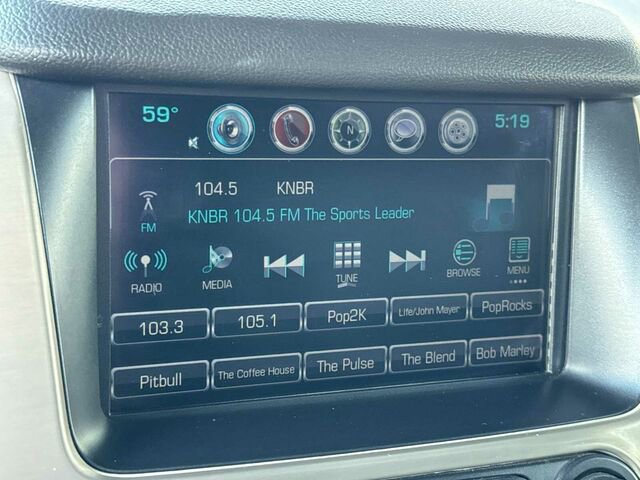 59°
N
5:19
104.5 KNBR
KNBR 104.5 FM The Sports Leader
FM
RADIO
MEDIA
TUNE
BROWSE
MENU
103.3
105.1
Pop2K
Life/John Mayer
PopRocks
Pitbull
The Coffee House
The Pulse
The Blend
Bob Marley